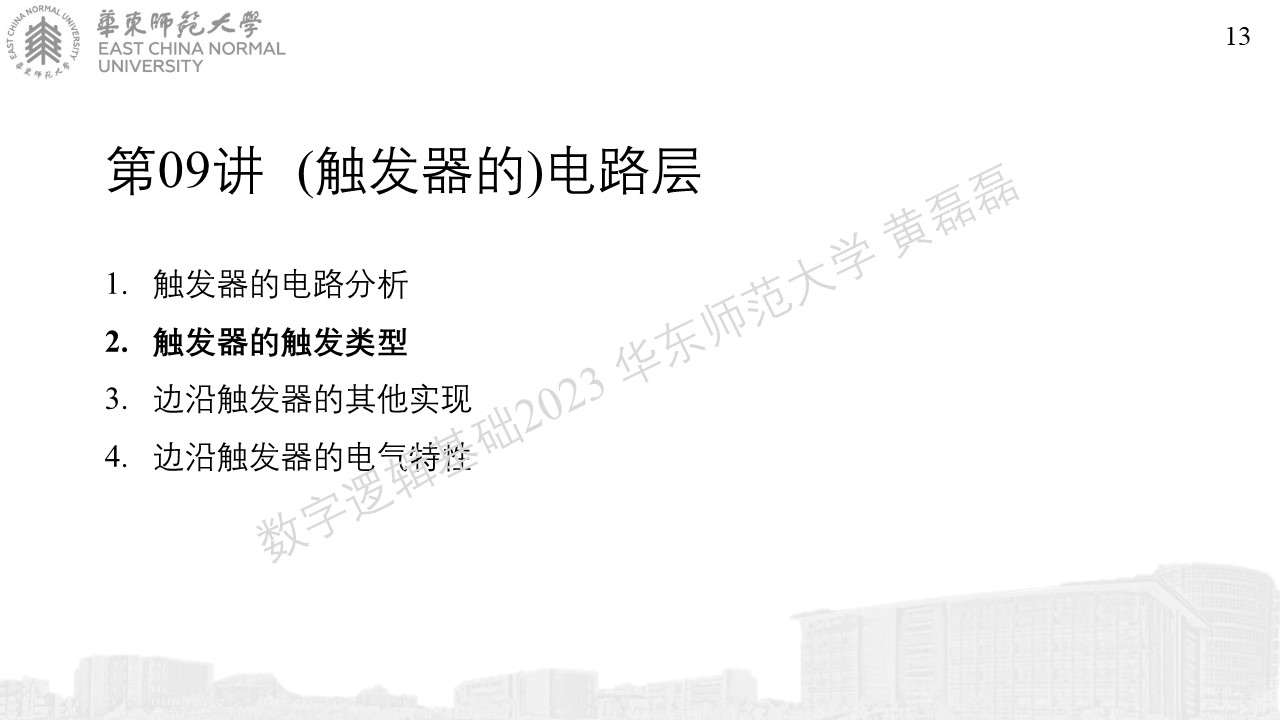 華東師範大學
EAST CHINA NORMAL
UNIVERSITY
EAST CHINA NORMAL UNIVERSITY
華東师范大学
13
第09讲 (触发器的)电路层
1. 触发器的电路分析
2. 触发器的触发类型
3. 边沿触发器的其他实现
4. 边沿触发器的电气特性
数字逻辑基础2023 华东师范大学 黄磊磊